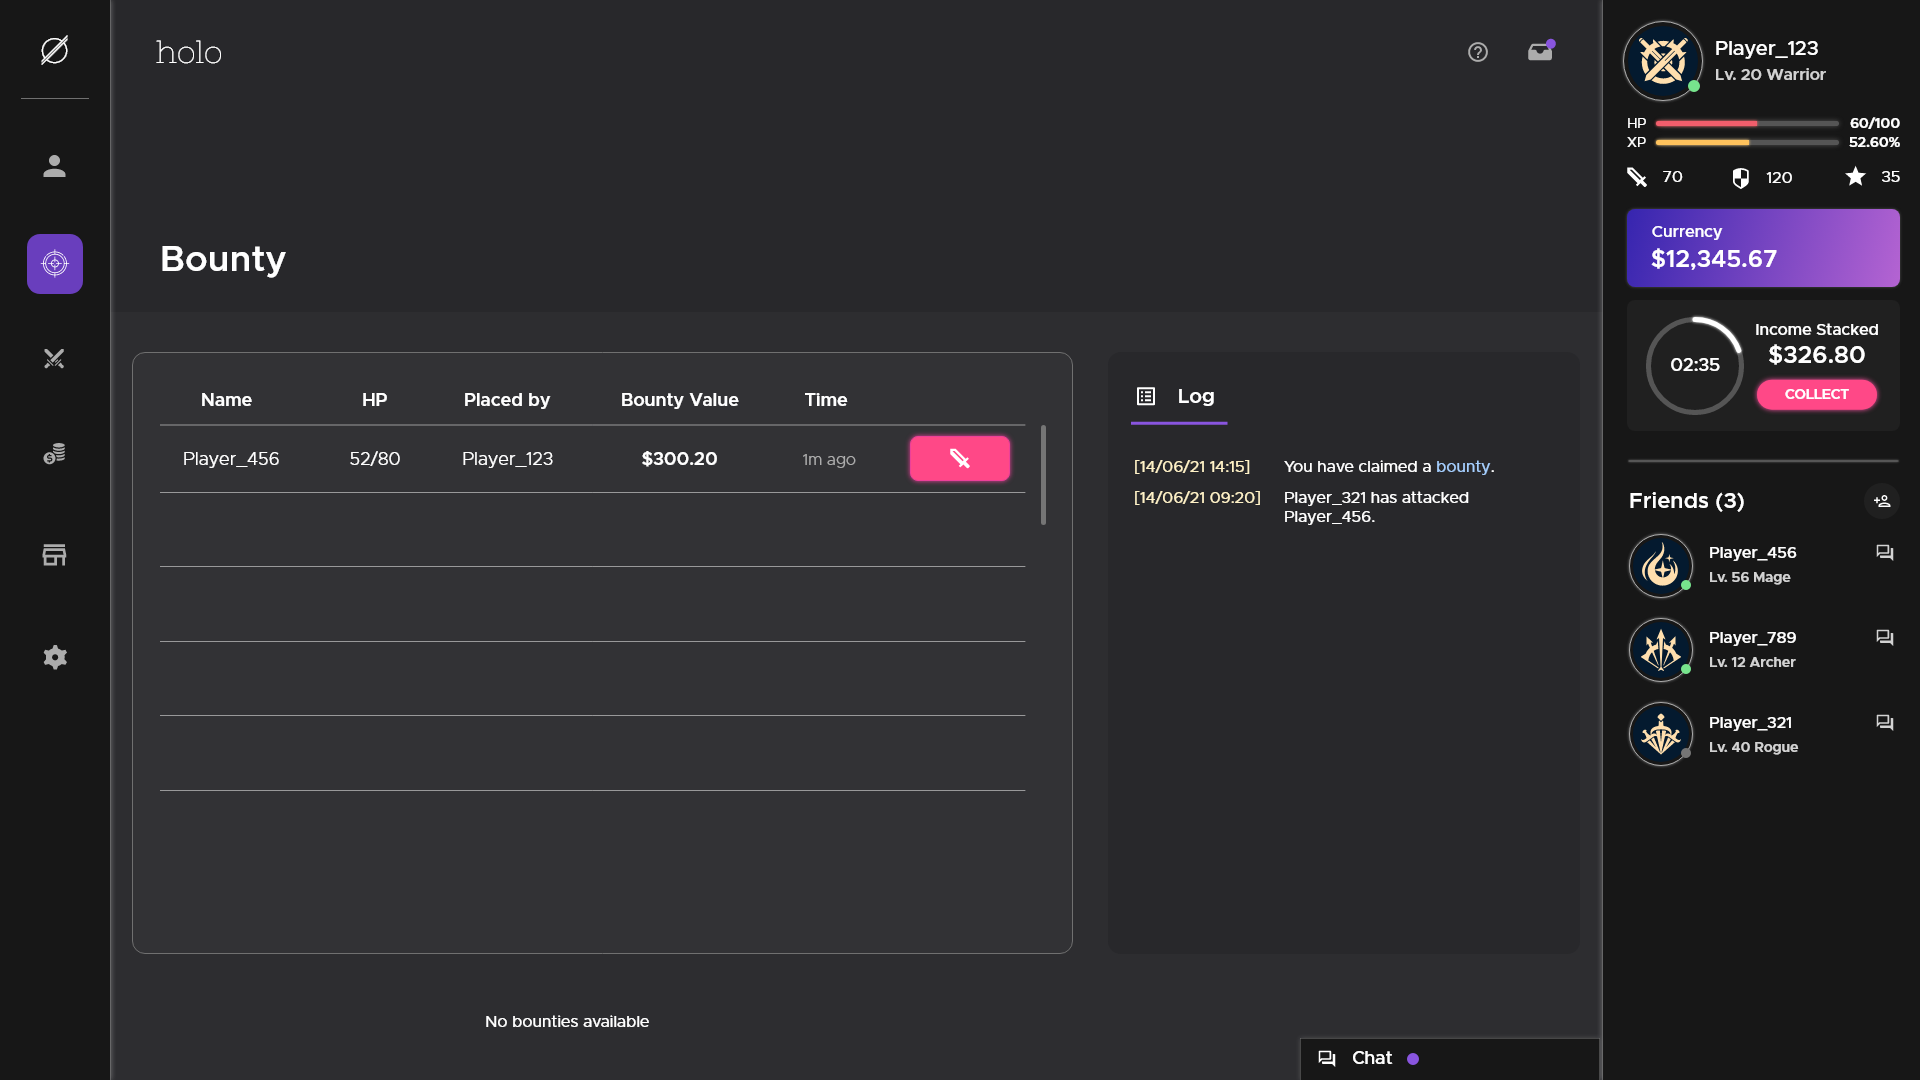 holo
Bounty
Name HP Placed by Bounty Value Time
Player_456 52/80 Player_123 $300.20 1m ago
No bounties available
Log
[14/06/21 14:15] You have claimed a bounty.
[14/06/21 09:20] Player_321 has attacked
Player_456.
Chat
Player_123
Lv. 20 Warrior
HP 60/100
XP 52.60%
70 120 35
Currency
$12,345.67
02:35
Income Stacked
$326.80
COLLECT
Friends (3)
Player_456
Lv. 56 Mage
Player_789
Lv. 12 Archer
Player_321
Lv. 40 Rogue